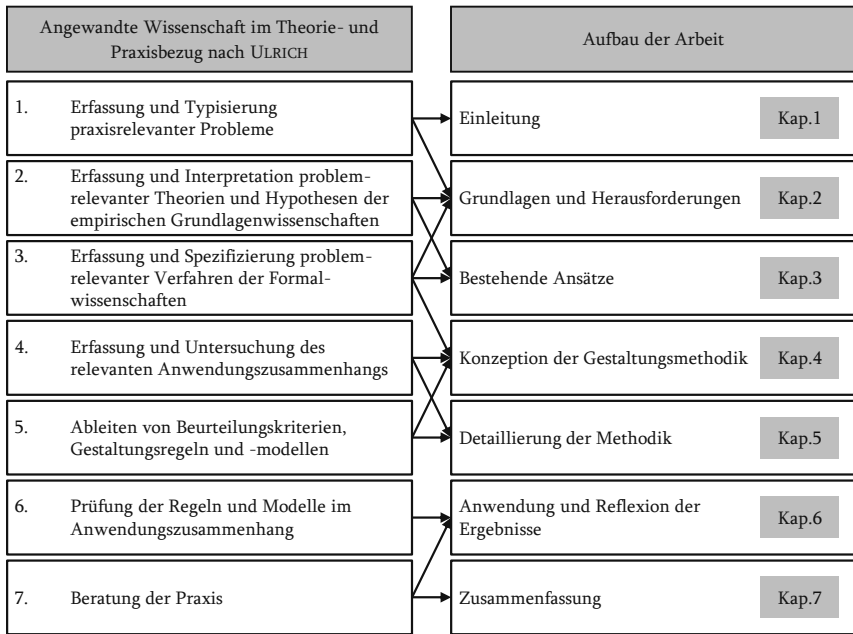 Angewandte Wissenschaft im Theorie- und
Praxisbezug nach ULRICH
Aufbau der Arbeit
1. Erfassung und Typisierung
praxisrelevanter Probleme
Einleitung
Kap.1
2. Erfassung und Interpretation problem-
relevanter Theorien und Hypothesen der
empirischen Grundlagenwissenschaften
Grundlagen und Herausforderungen
Kap.2
3. Erfassung und Spezifizierung problem-
relevanter Verfahren der Formal-
wissenschaften
Bestehende Ansätze
Kap.3
4. Erfassung und Untersuchung des
relevanten Anwendungszusammenhangs
Konzeption der Gestaltungsmethodik
Kap.4
5. Ableiten von Beurteilungskriterien,
Gestaltungsregeln und -modellen
Detaillierung der Methodik
Kap.5
6. Prüfung der Regeln und Modelle im
Anwendungszusammenhang
Anwendung und Reflexion der
Ergebnisse
Kap.6
7. Beratung der Praxis
Zusammenfassung
Kap.7